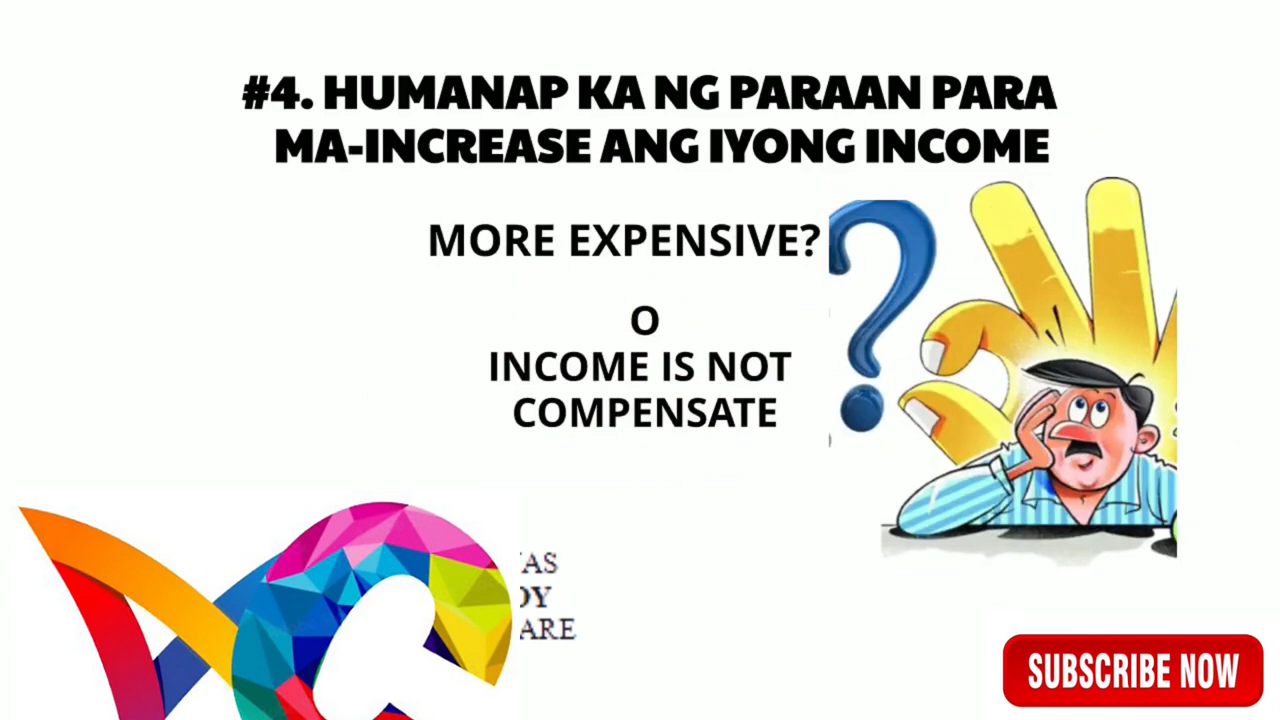 #4. HUMANAP KA NG PARAAN PARA
MA-INCREASE ANG IYONG INCOME
MORE EXPENSIVE?
O
INCOME IS NOT
COMPENSATE
SUBSCRIBE NOW